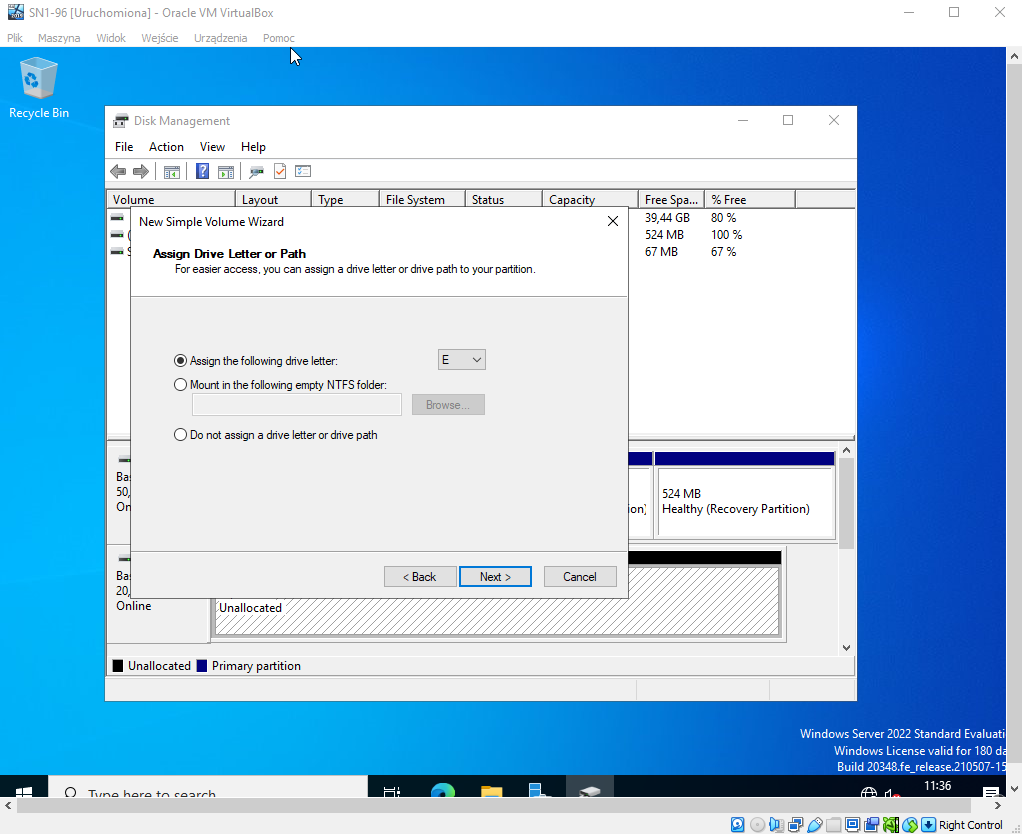 SN1-96 [Uruchomiona] - Oracle VM VirtualBox
Plik Maszyna Widok Wejście Urządzenia Pomoc
Recycle Bin
Disk Management
File Action View Help
Volume Layout Type File System Status Capacity Free Spa... % Free
39,44 GB 80 %
524 MB 100 %
67 MB 67 %
New Simple Volume Wizard
Assign Drive Letter or Path
For easier access, you can assign a drive letter or drive path to your partition.
Assign the following drive letter: E
Mount in the following empty NTFS folder:
Browse...
Do not assign a drive letter or drive path
< Back Next > Cancel
Ba
50,
On
ion)
524 MB
Healthy (Recovery Partition)
Ba
20,
Online
Unallocated
Unallocated Primary partition
Windows Server 2022 Standard Evaluati
Windows License valid for 180 da
Build 20348.fe_release.210507-15
Type here to search
11:36
Right Control